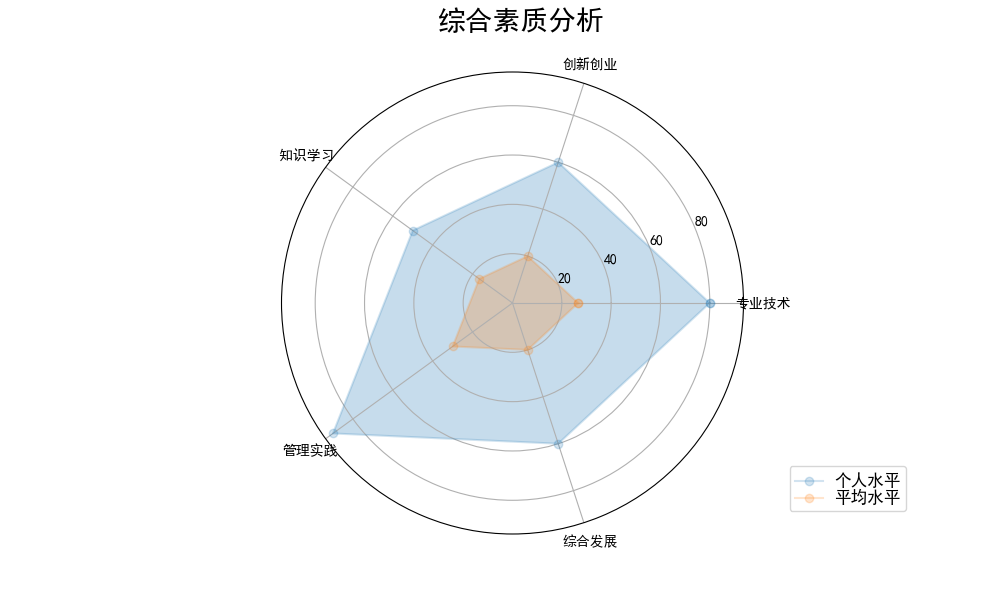 综合素质分析
创新创业
知识学习
80
60
40
20
专业技术
管理实践
个人水平
平均水平
综合发展